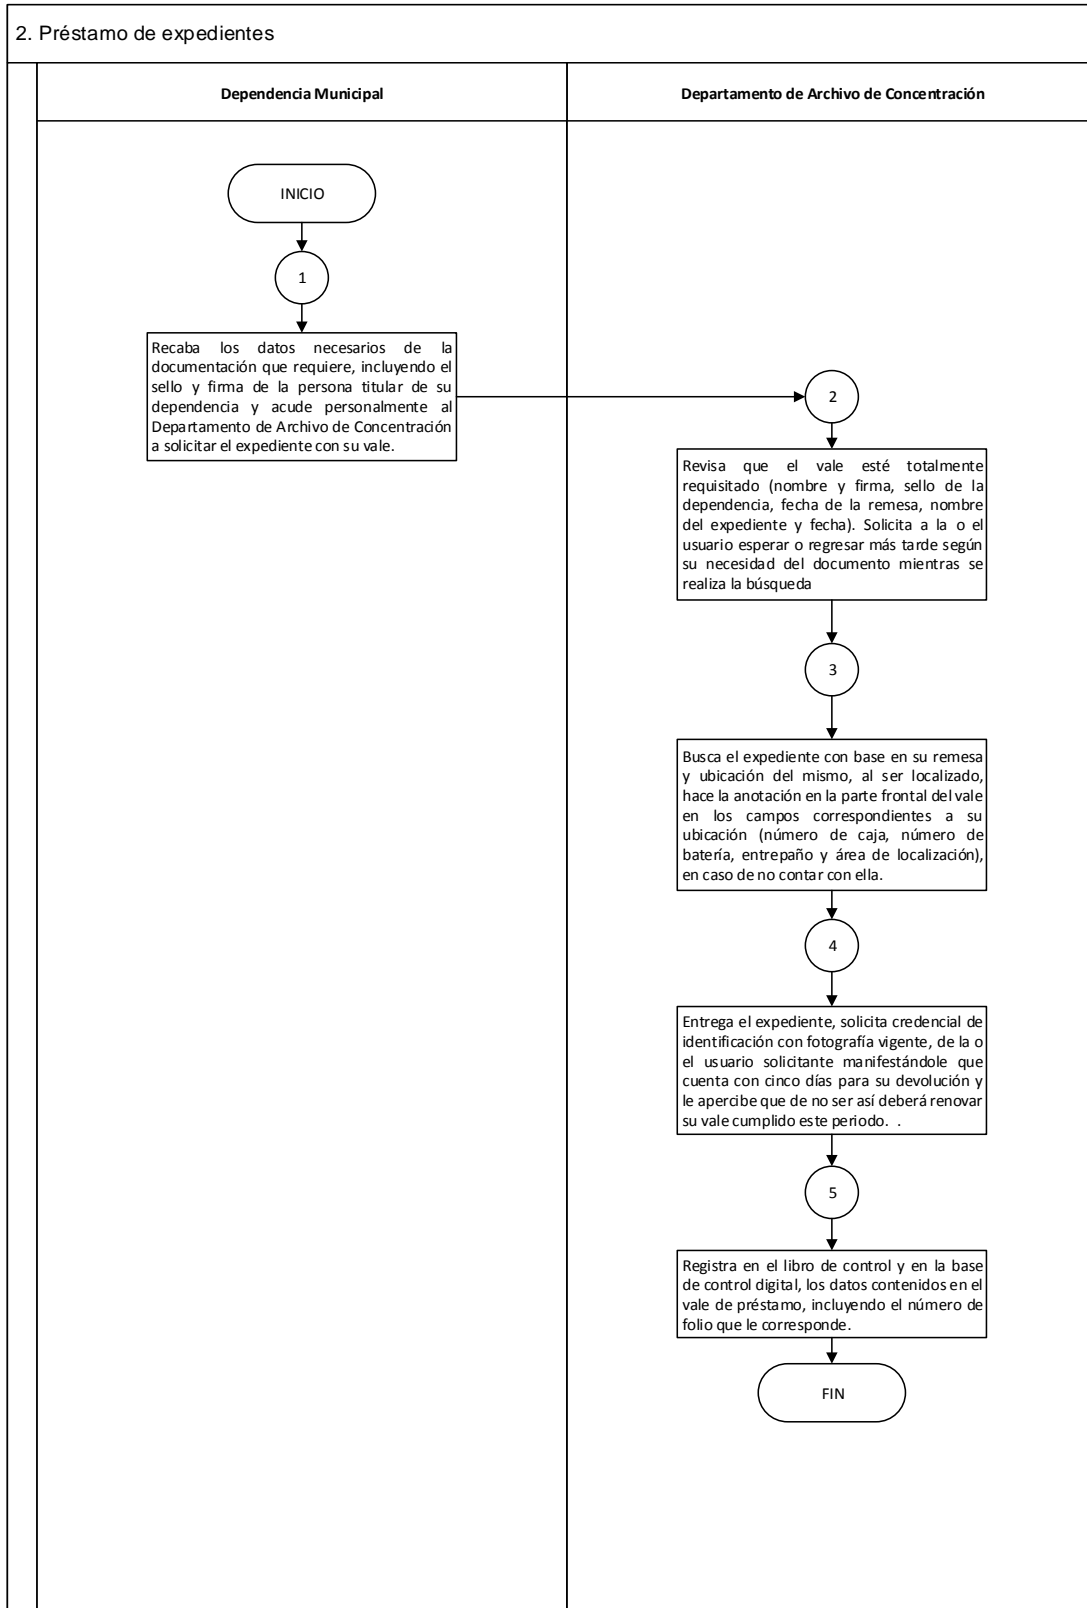 2. Préstamo de expedientes
Dependencia Municipal
Departamento de Archivo de Concentración
INICIO
1
Recaba los datos necesarios de la
documentación que requiere, incluyendo el
sello y firma de la persona titular de su
dependencia y acude personalmente al
Departamento de Archivo de Concentración
a solicitar el expediente con su vale.
2
Revisa que el vale esté totalmente
requisitado (nombre y firma, sello de la
dependencia, fecha de la remesa, nombre
del expediente y fecha). Solicita a la o el
usuario esperar o regresar más tarde según
su necesidad del documento mientras se
realiza la búsqueda
3
Busca el expediente con base en su remesa
y ubicación del mismo, al ser localizado,
hace la anotación en la parte frontal del vale
en los campos correspondientes a su
ubicación (número de caja, número de
batería, entrepaño y área de localización),
en caso de no contar con ella.
4
Entrega el expediente, solicita credencial de
identificación con fotografía vigente, de la o
el usuario solicitante manifestándole que
cuenta con cinco días para su devolución y
le apercibe que de no ser así deberá renovar
su vale cumplido este periodo. .
5
Registra en el libro de control y en la base
de control digital, los datos contenidos en el
vale de préstamo, incluyendo el número de
folio que le corresponde.
FIN